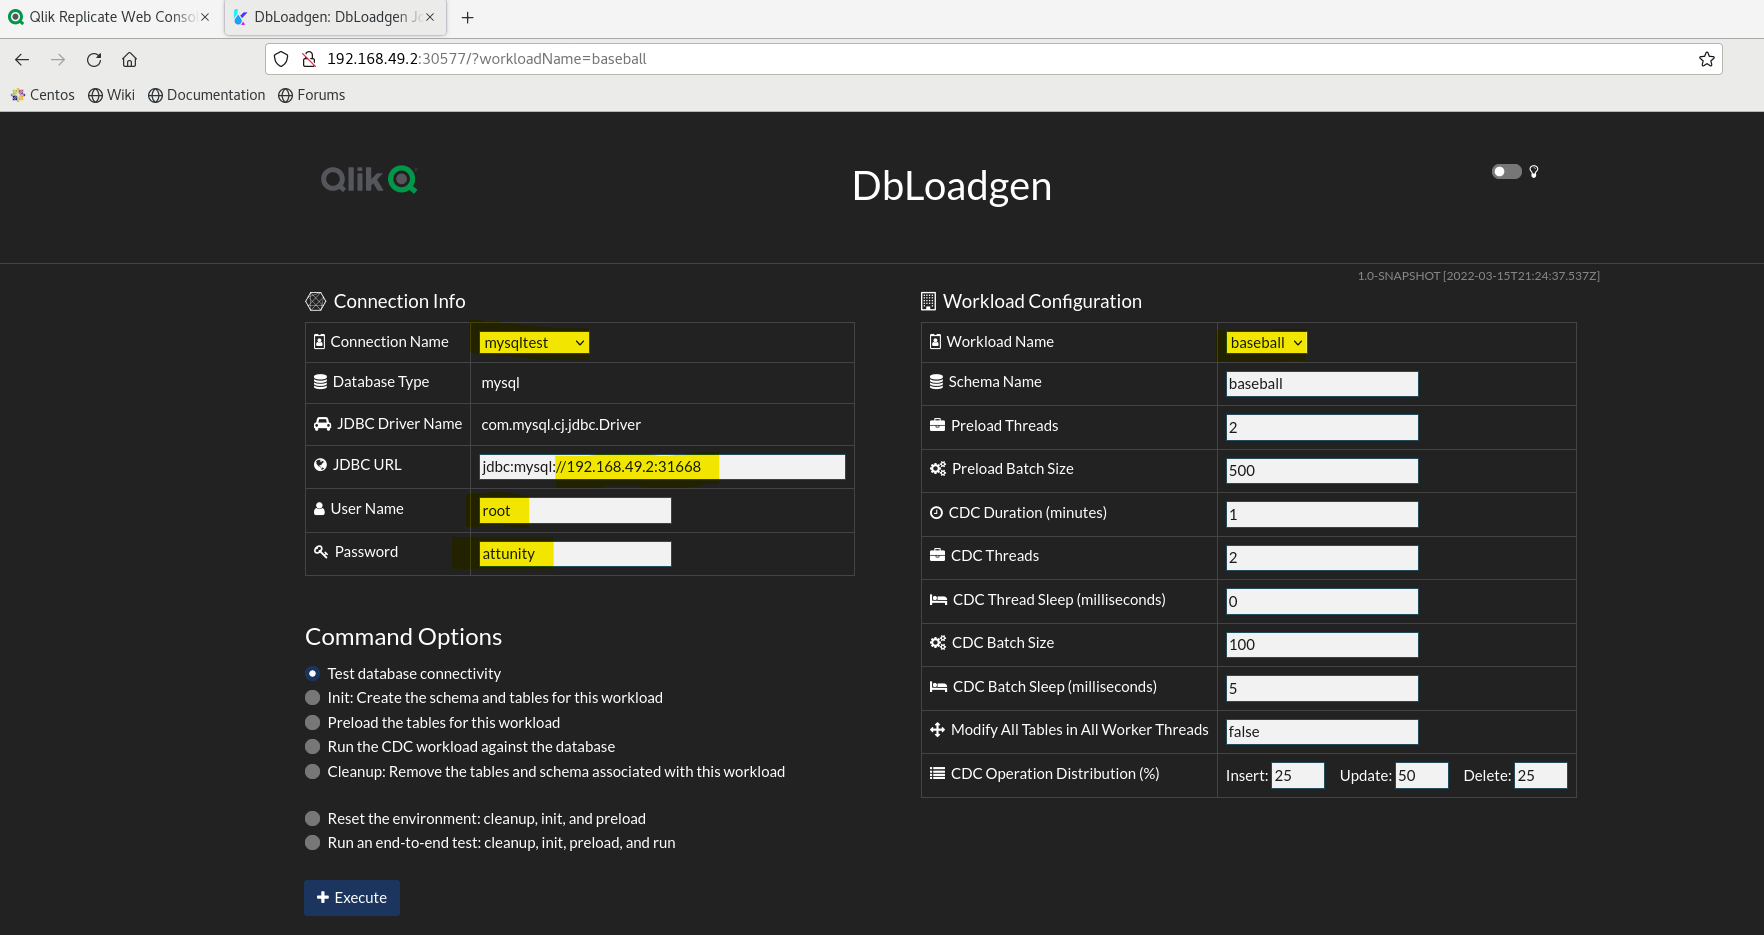 Qlik Replicate Web Conso
DbLoadgen: DbLoadgen Jo
192.168.49.2:30577/?workloadName=baseball
Centos Wiki Documentation Forums
Qlik
DbLoadgen
1.0-SNAPSHOT [2022-03-15T21:24:37.537Z]
Connection Info
Connection Name mysqltest
Database Type mysql
JDBC Driver Name com.mysql.cj.jdbc.Driver
JDBC URL jdbc:mysql://192.168.49.2:31668
User Name root
Password attunity
Command Options
Test database connectivity
Init: Create the schema and tables for this workload
Preload the tables for this workload
Run the CDC workload against the database
Cleanup: Remove the tables and schema associated with this workload
Reset the environment: cleanup, init, and preload
Run an end-to-end test: cleanup, init, preload, and run
Execute
Workload Configuration
Workload Name baseball
Schema Name baseball
Preload Threads 2
Preload Batch Size 500
CDC Duration (minutes) 1
CDC Threads 2
CDC Thread Sleep (milliseconds) 0
CDC Batch Size 100
CDC Batch Sleep (milliseconds) 5
Modify All Tables in All Worker Threads false
CDC Operation Distribution (%) Insert: 25 Update: 50 Delete: 25